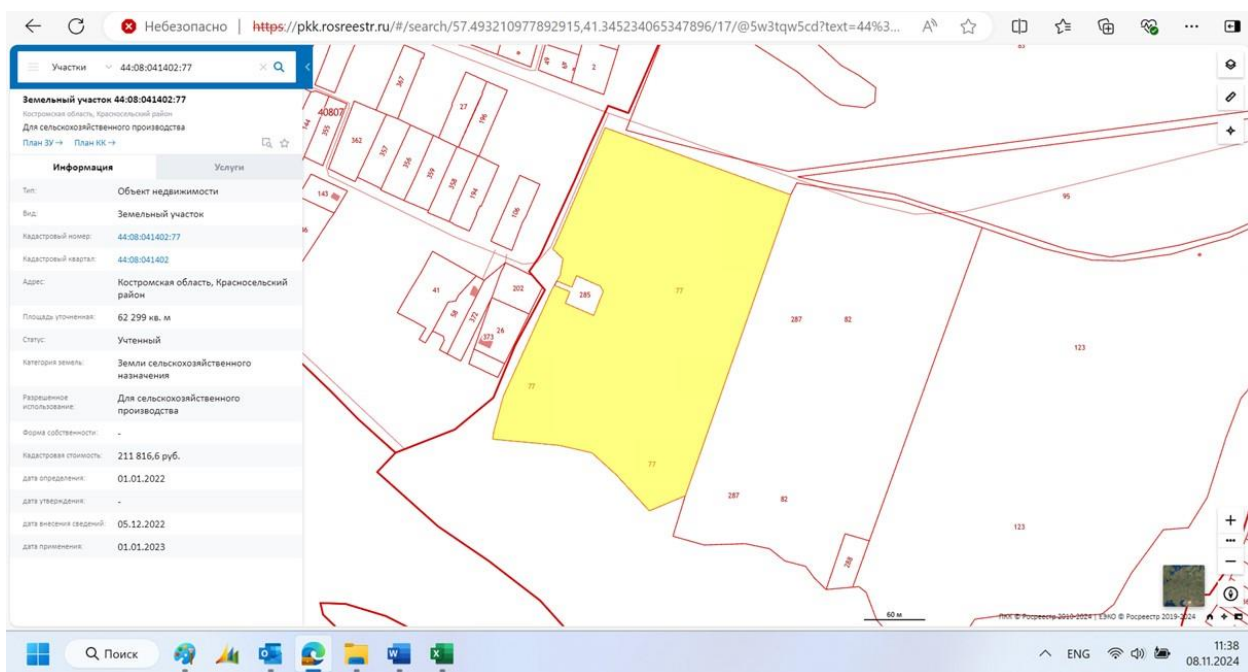 Небезопасно
https://pkk.rosreestr.ru/#/search/57.493210977892915,41.345234065347896/17/@5w3tqw5cd?text=44%3...
Участки
44:08:041402:77
Земельный участок 44:08:041402:77
Костромская область, Красносельский район
Для сельскохозяйственного производства
План ЗУ → План КК →
Информация Услуги
Тип: Объект недвижимости
Вид: Земельный участок
Кадастровый номер: 44:08:041402:77
Кадастровый квартал: 44:08:041402
Адрес: Костромская область, Красносельский
район
Площадь уточненная: 62 299 кв. м
Статус: Учтенный
Категория земель: Земли сельскохозяйственного
назначения
Разрешенное
использование: Для сельскохозяйственного
производства
Форма собственности: -
Кадастровая стоимость: 211 816,6 руб.
дата определения: 01.01.2022
дата утверждения: -
дата внесения сведений: 05.12.2022
дата применения: 01.01.2023
40807
367
27
196
144
395
362
357
356
359
358
194
106
143
41
58
372
202
26
373
285
77
77
77
287
82
287
82
288
95
123
123
60 м
ПКК © Росреестр 2010-2024 | ЕЭКО © Росреестр 2019-2024
Поиск
ENG
11:38
08.11.2024